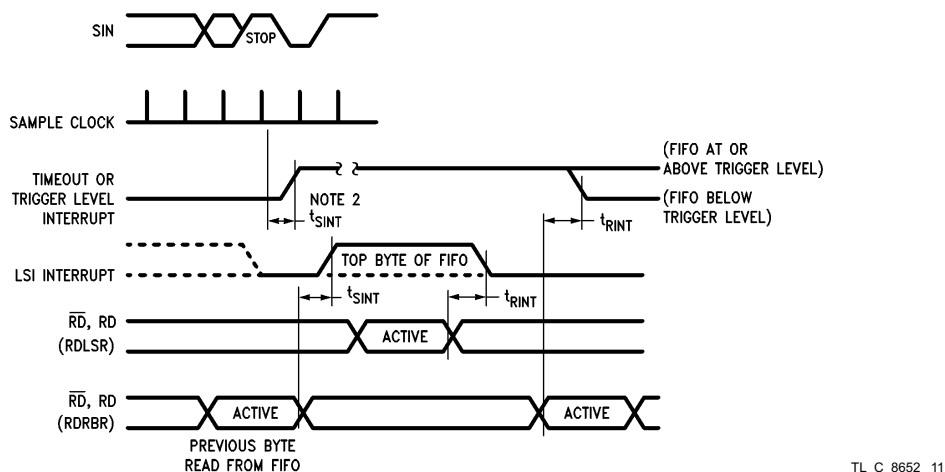 SIN
STOP
SAMPLE CLOCK
(FIFO AT OR
ABOVE TRIGGER LEVEL)
TIMEOUT OR
TRIGGER LEVEL
INTERRUPT
NOTE 2
tSINT
(FIFO BELOW
TRIGGER LEVEL)
tRINT
LSI INTERRUPT
TOP BYTE OF FIFO
tSINT
tRINT
R̅D̅, RD
(RDLSR)
ACTIVE
R̅D̅, RD
(RDRBR)
ACTIVE
ACTIVE
PREVIOUS BYTE
READ FROM FIFO
TL C 8652 11